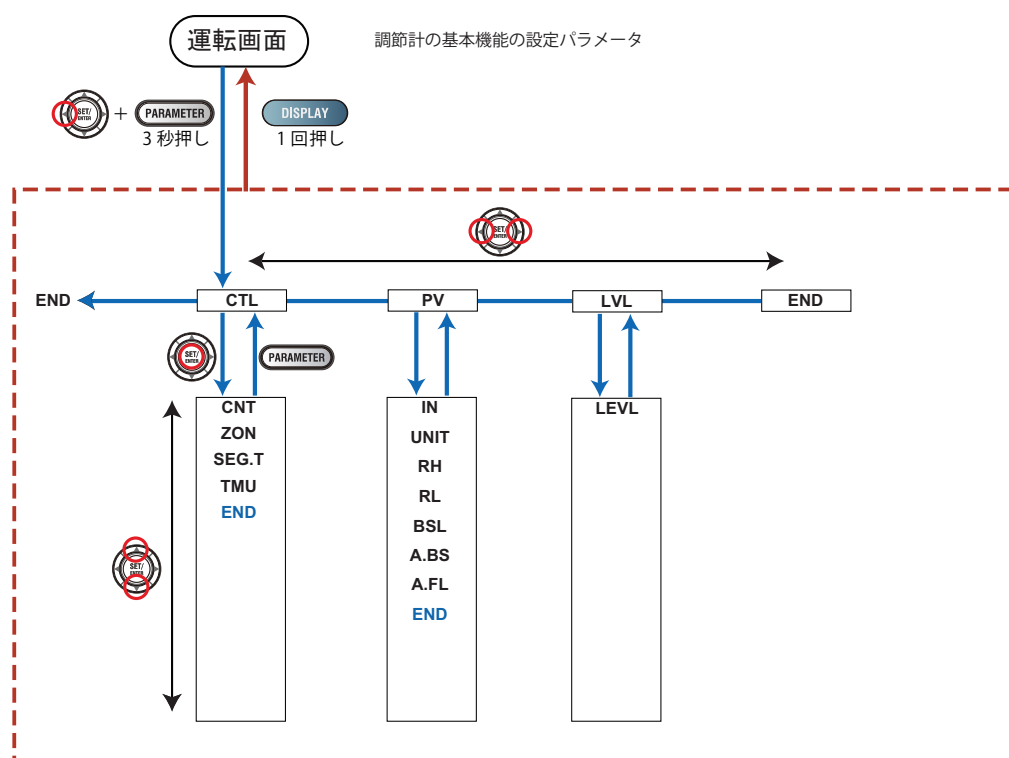 運転画面
調節計の基本機能の設定パラメータ
SET/
ENTER
+
PARAMETER
DISPLAY
3 秒押し
1 回押し
SET/
ENTER
END
CTL
PV
LVL
END
SET/
ENTER
PARAMETER
CNT
ZON
SEG.T
TMU
END
IN
UNIT
RH
RL
BSL
A.BS
A.FL
END
LEVL
SET/
ENTER